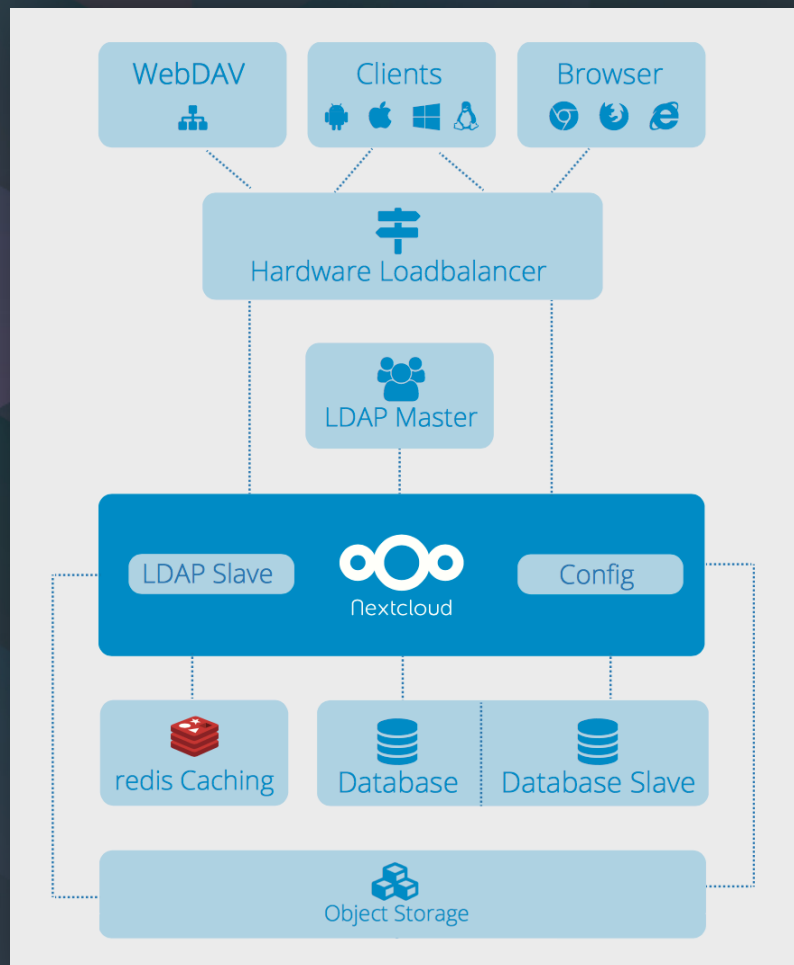 WebDAV
Clients
Browser
Hardware Loadbalancer
LDAP Master
LDAP Slave
Nextcloud
Config
redis Caching
Database
Database Slave
Object Storage